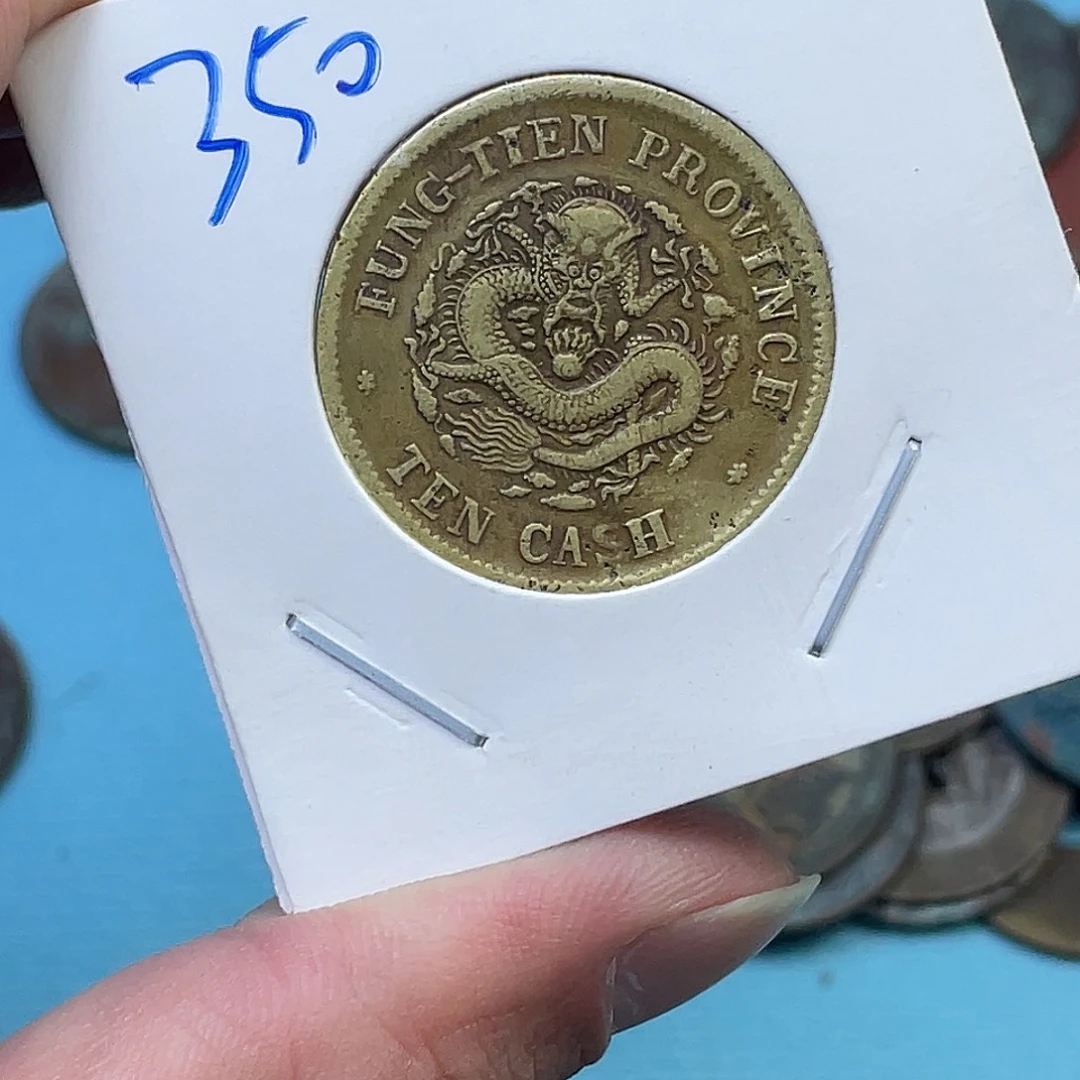 350
FUNG-TIEN PROVINCE
TEN CASH